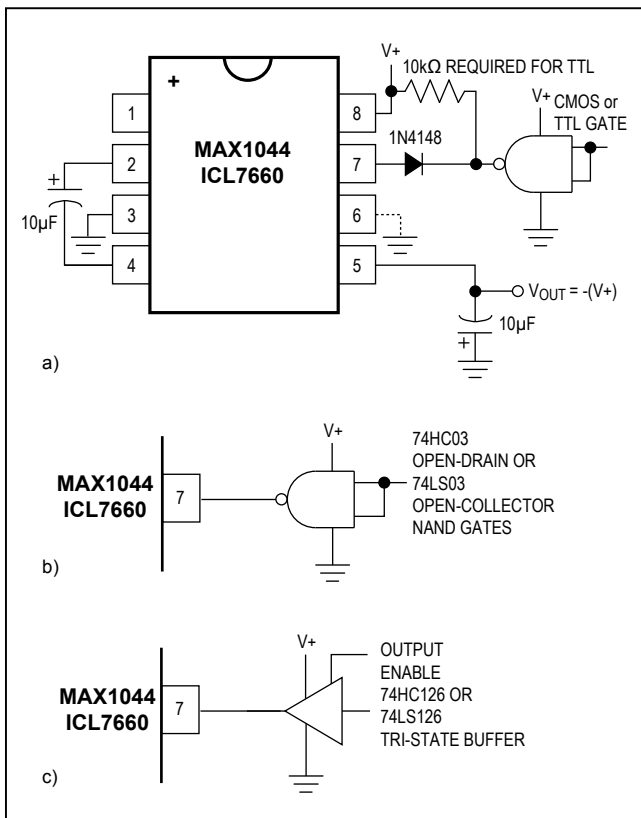 V+
10kΩ REQUIRED FOR TTL
V+
CMOS or
TTL GATE
+
1
8
MAX1044
ICL7660
1N4148
+
2
7
10µF
3
6
4
5
VOUT = -(V+)
10µF
+
a)
V+
74HC03
OPEN-DRAIN OR
74LS03
OPEN-COLLECTOR
NAND GATES
MAX1044
ICL7660
7
b)
V+
OUTPUT
ENABLE
74HC126 OR
74LS126
TRI-STATE BUFFER
MAX1044
ICL7660
7
c)